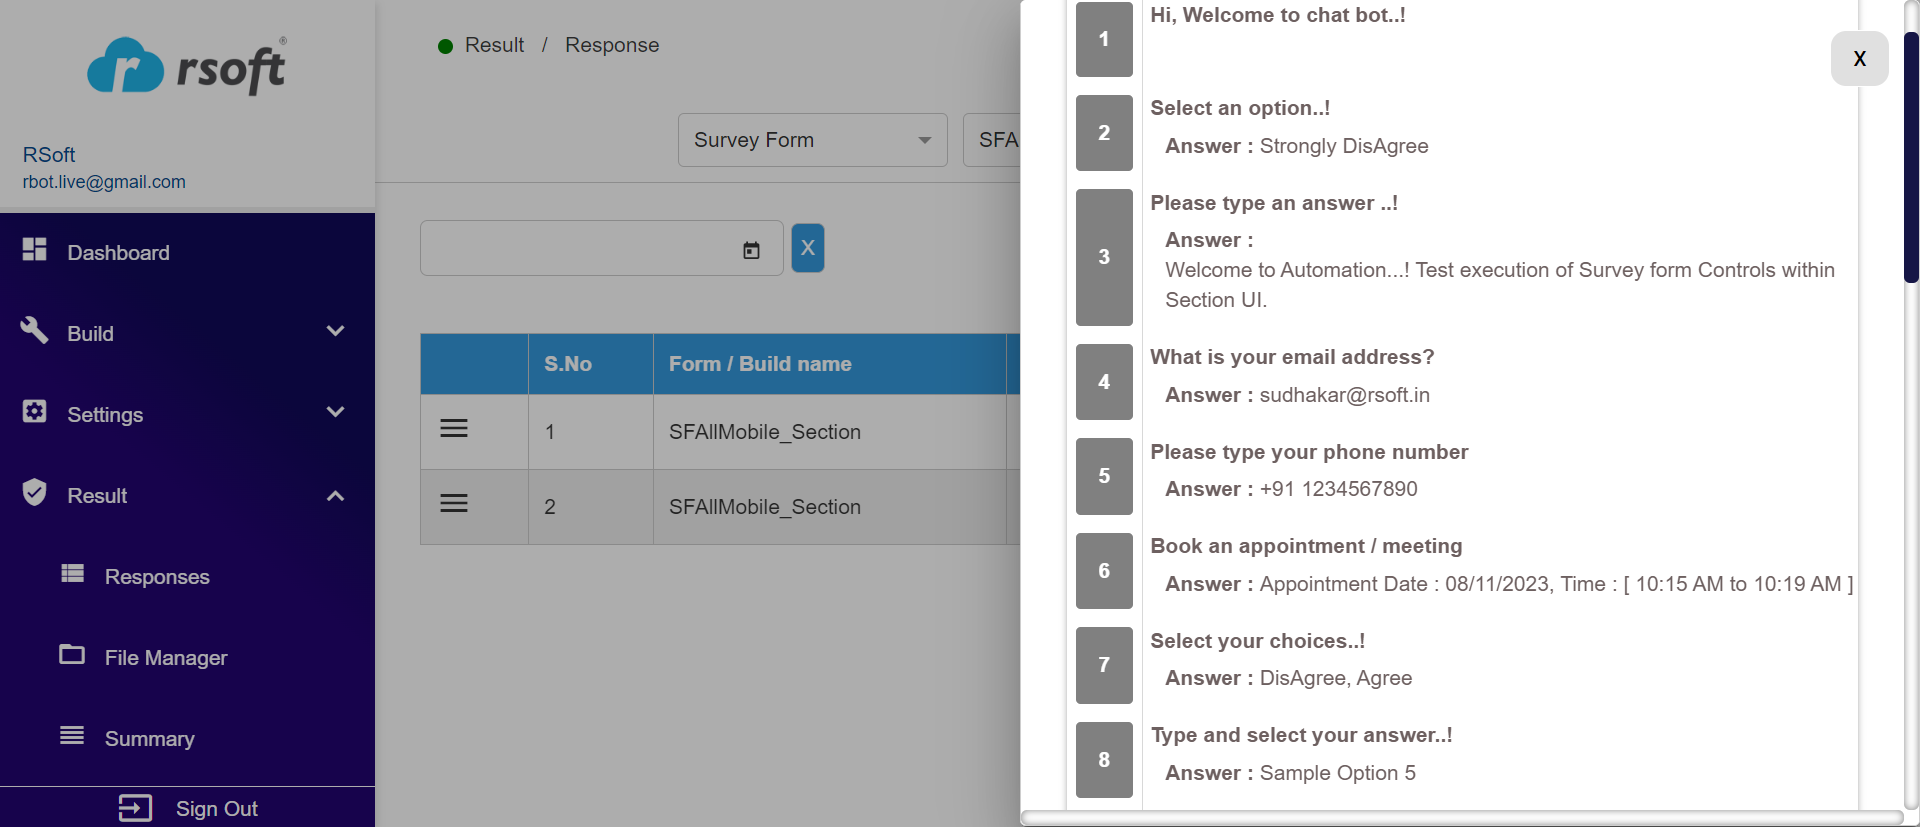 rsoft®
RSoft
rbot.live@gmail.com
Dashboard
Build
Settings
Result
Responses
File Manager
Summary
Sign Out
Result / Response
Survey Form
SFA
X
S.No
Form / Build name
1
SFAllMobile_Section
2
SFAllMobile_Section
X
1
Hi, Welcome to chat bot..!
2
Select an option..!
Answer : Strongly DisAgree
3
Please type an answer ..!
Answer :
Welcome to Automation...! Test execution of Survey form Controls within
Section UI.
4
What is your email address?
Answer : sudhakar@rsoft.in
5
Please type your phone number
Answer : +91 1234567890
6
Book an appointment / meeting
Answer : Appointment Date : 08/11/2023, Time : [ 10:15 AM to 10:19 AM ]
7
Select your choices..!
Answer : DisAgree, Agree
8
Type and select your answer..!
Answer : Sample Option 5